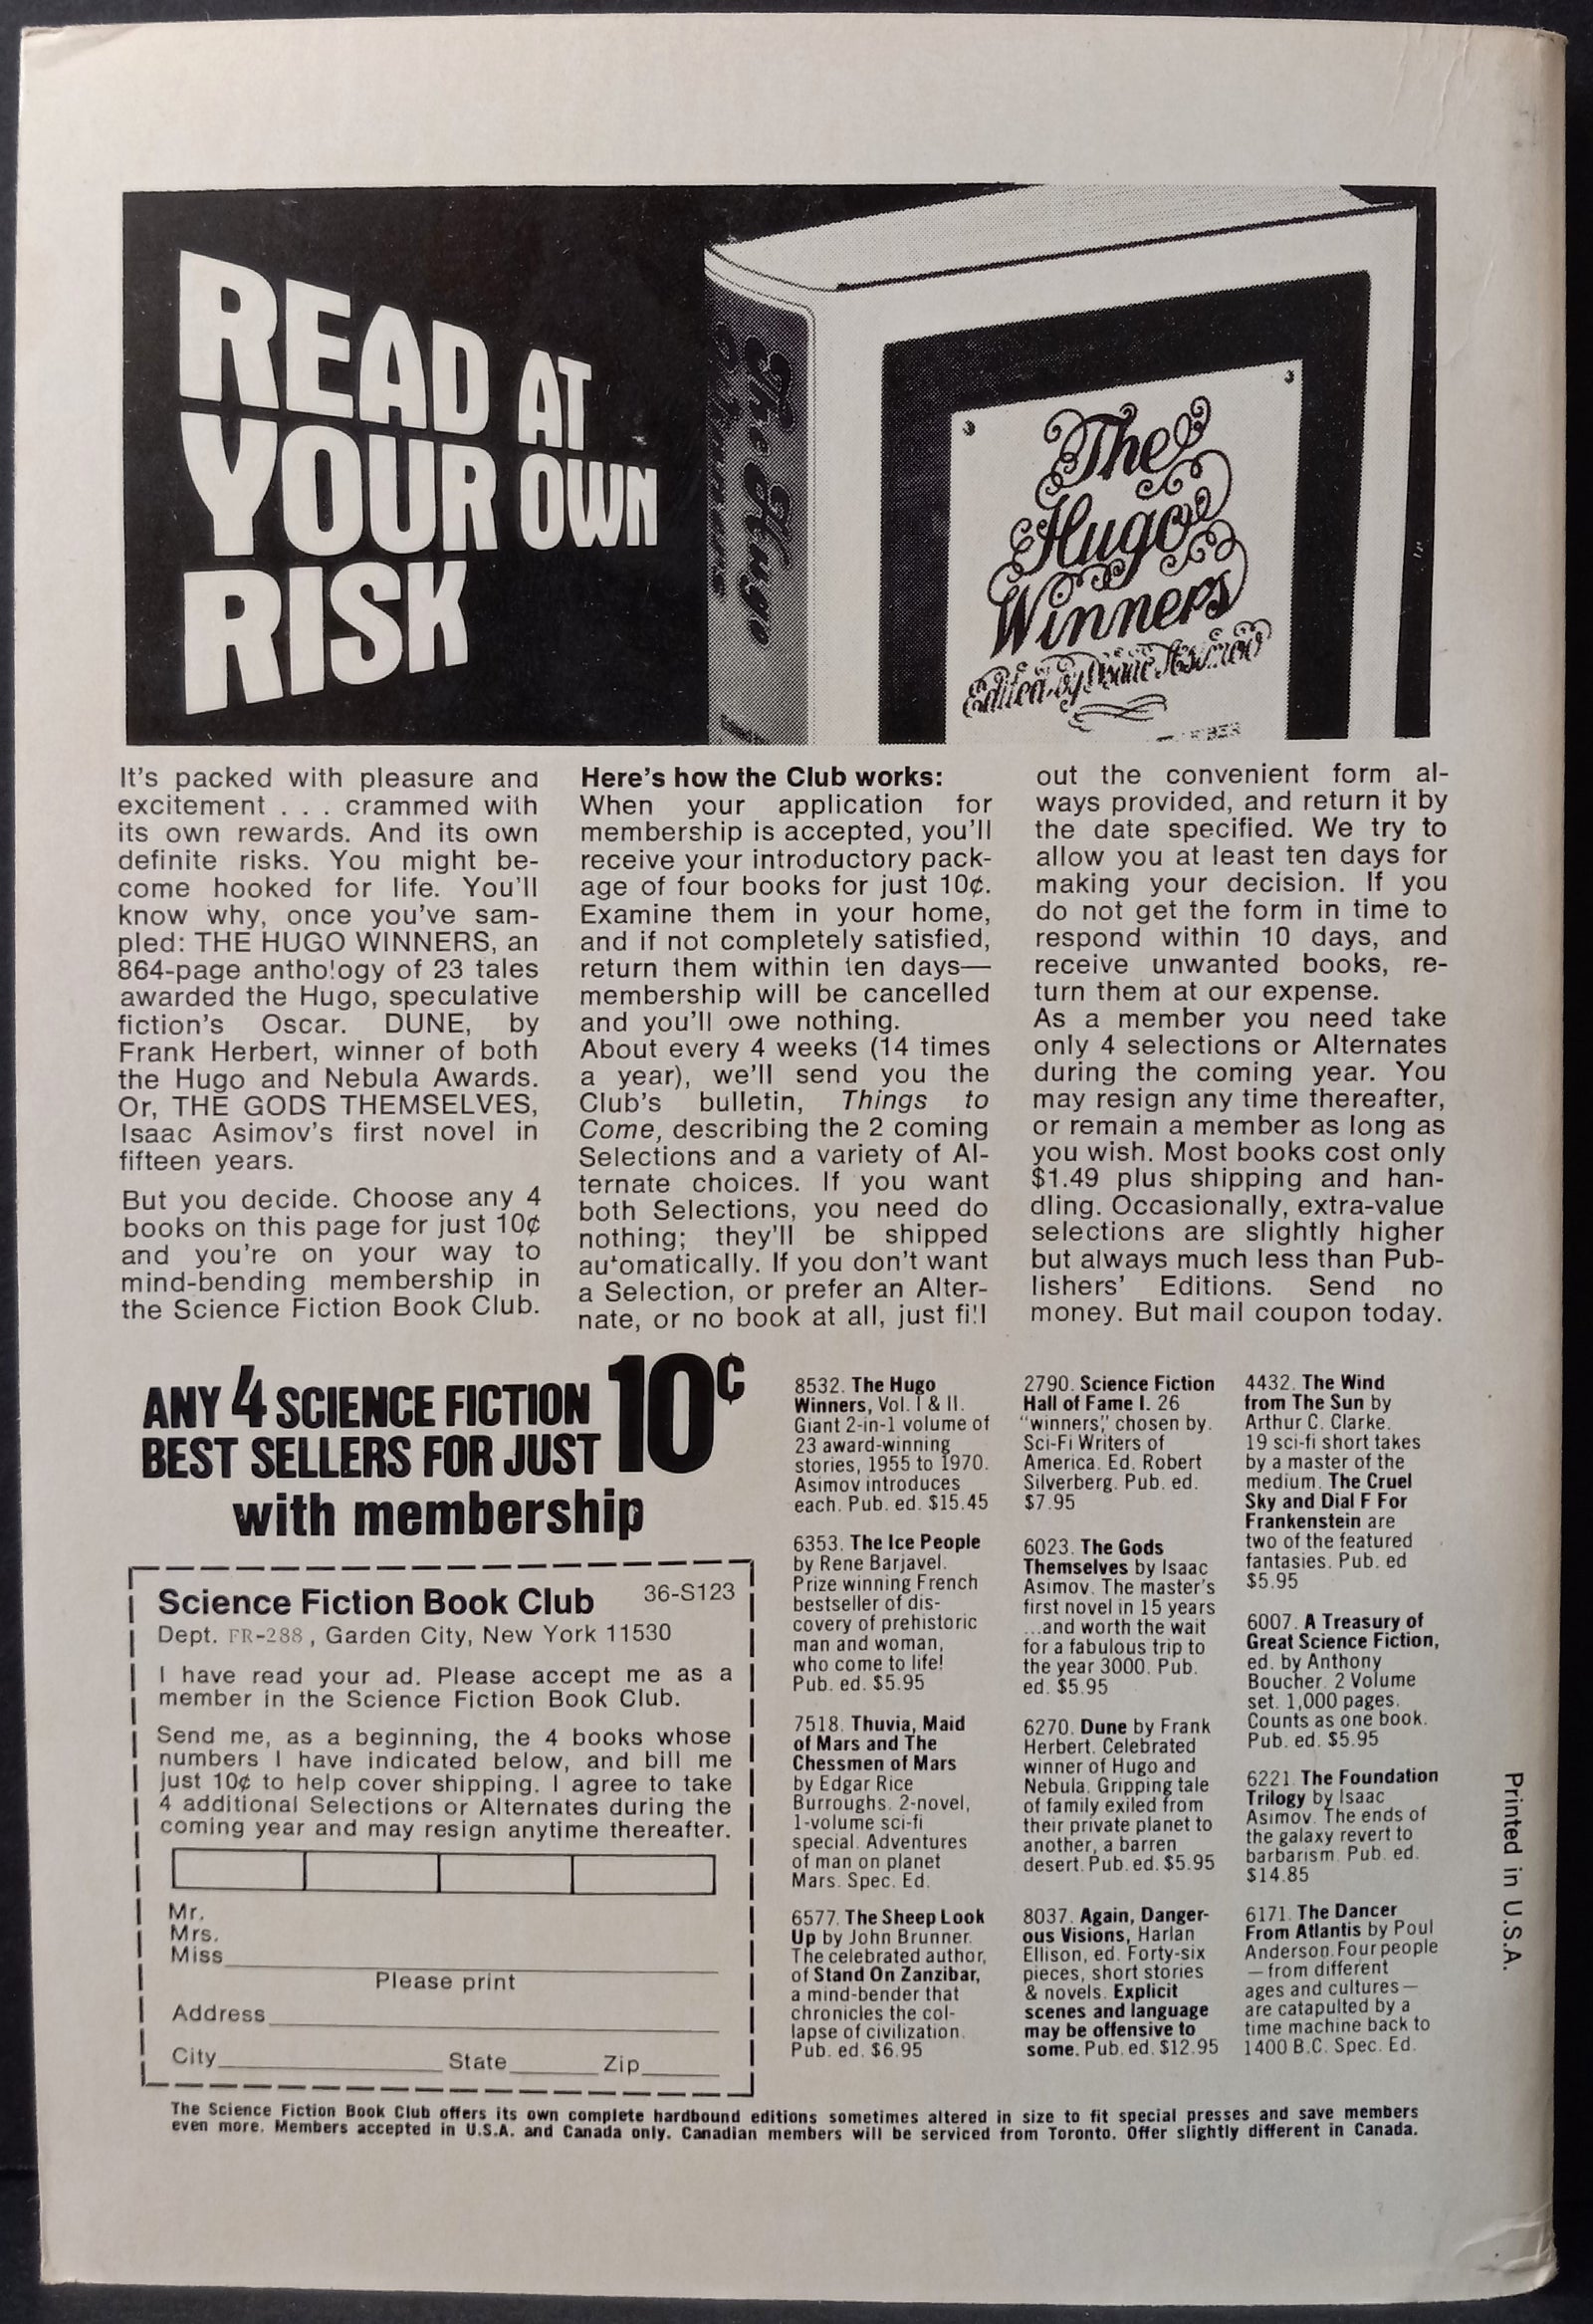 READ AT
YOUR OWN
RISK
The Hugo
Winners
The
Hugo
Winners
Edited by Isaac Asimov
It's packed with pleasure and
excitement . . . crammed with
its own rewards. And its own
definite risks. You might be-
come hooked for life. You'll
know why, once you've sam-
pled: THE HUGO WINNERS, an
864-page anthology of 23 tales
awarded the Hugo, speculative
fiction's Oscar. DUNE, by
Frank Herbert, winner of both
the Hugo and Nebula Awards.
Or, THE GODS THEMSELVES,
Isaac Asimov's first novel in
fifteen years.
But you decide. Choose any 4
books on this page for just 10¢
and you're on your way to
mind-bending membership in
the Science Fiction Book Club.
Here's how the Club works:
When your application for
membership is accepted, you'll
receive your introductory pack-
age of four books for just 10¢.
Examine them in your home,
and if not completely satisfied,
return them within ten days—
membership will be cancelled
and you'll owe nothing.
About every 4 weeks (14 times
a year), we'll send you the
Club's bulletin, Things to
Come, describing the 2 coming
Selections and a variety of Al-
ternate choices. If you want
both Selections, you need do
nothing; they'll be shipped
automatically. If you don't want
a Selection, or prefer an Alter-
nate, or no book at all, just fill
out the convenient form al-
ways provided, and return it by
the date specified. We try to
allow you at least ten days for
making your decision. If you
do not get the form in time to
respond within 10 days, and
receive unwanted books, re-
turn them at our expense.
As a member you need take
only 4 selections or Alternates
during the coming year. You
may resign any time thereafter,
or remain a member as long as
you wish. Most books cost only
$1.49 plus shipping and han-
dling. Occasionally, extra-value
selections are slightly higher
but always much less than Pub-
lishers' Editions. Send no
money. But mail coupon today.
ANY 4 SCIENCE FICTION
BEST SELLERS FOR JUST 10¢
with membership
Science Fiction Book Club 36-S123
Dept. FR-288, Garden City, New York 11530
I have read your ad. Please accept me as a
member in the Science Fiction Book Club.
Send me, as a beginning, the 4 books whose
numbers I have indicated below, and bill me
just 10¢ to help cover shipping. I agree to take
4 additional Selections or Alternates during the
coming year and may resign anytime thereafter.
Mr.
Mrs.
Miss
Please print
Address
City State Zip
8532. The Hugo
Winners, Vol. I & II.
Giant 2-in-1 volume of
23 award-winning
stories, 1955 to 1970.
Asimov introduces
each. Pub. ed. $15.45
6353. The Ice People
by Rene Barjavel.
Prize winning French
bestseller of dis-
covery of prehistoric
man and woman,
who come to life!
Pub. ed. $5.95
7518. Thuvia, Maid
of Mars and The
Chessmen of Mars
by Edgar Rice
Burroughs. 2-novel,
1-volume sci-fi
special. Adventures
of man on planet
Mars. Spec. Ed.
6577. The Sheep Look
Up by John Brunner.
The celebrated author,
of Stand On Zanzibar,
a mind-bender that
chronicles the col-
lapse of civilization.
Pub. ed. $6.95
2790. Science Fiction
Hall of Fame I. 26
"winners," chosen by.
Sci-Fi Writers of
America. Ed. Robert
Silverberg. Pub. ed.
$7.95
6023. The Gods
Themselves by Isaac
Asimov. The master's
first novel in 15 years
...and worth the wait
for a fabulous trip to
the year 3000. Pub.
ed. $5.95
6270. Dune by Frank
Herbert. Celebrated
winner of Hugo and
Nebula. Gripping tale
of family exiled from
their private planet to
another, a barren
desert. Pub. ed. $5.95
8037. Again, Danger-
ous Visions, Harlan
Ellison, ed. Forty-six
pieces, short stories
& novels. Explicit
scenes and language
may be offensive to
some. Pub. ed. $12.95
4432. The Wind
from The Sun by
Arthur C. Clarke.
19 sci-fi short takes
by a master of the
medium. The Cruel
Sky and Dial F For
Frankenstein are
two of the featured
fantasies. Pub. ed
$5.95
6007. A Treasury of
Great Science Fiction,
ed. by Anthony
Boucher. 2 Volume
set. 1,000 pages.
Counts as one book.
Pub. ed. $5.95
6221. The Foundation
Trilogy by Isaac
Asimov. The ends of
the galaxy revert to
barbarism. Pub. ed.
$14.85
6171. The Dancer
From Atlantis by Poul
Anderson. Four people
—from different
ages and cultures—
are catapulted by a
time machine back to
1400 B.C. Spec. Ed.
The Science Fiction Book Club offers its own complete hardbound editions sometimes altered in size to fit special presses and save members
even more. Members accepted in U.S.A. and Canada only. Canadian members will be serviced from Toronto. Offer slightly different in Canada.
Printed in U.S.A.